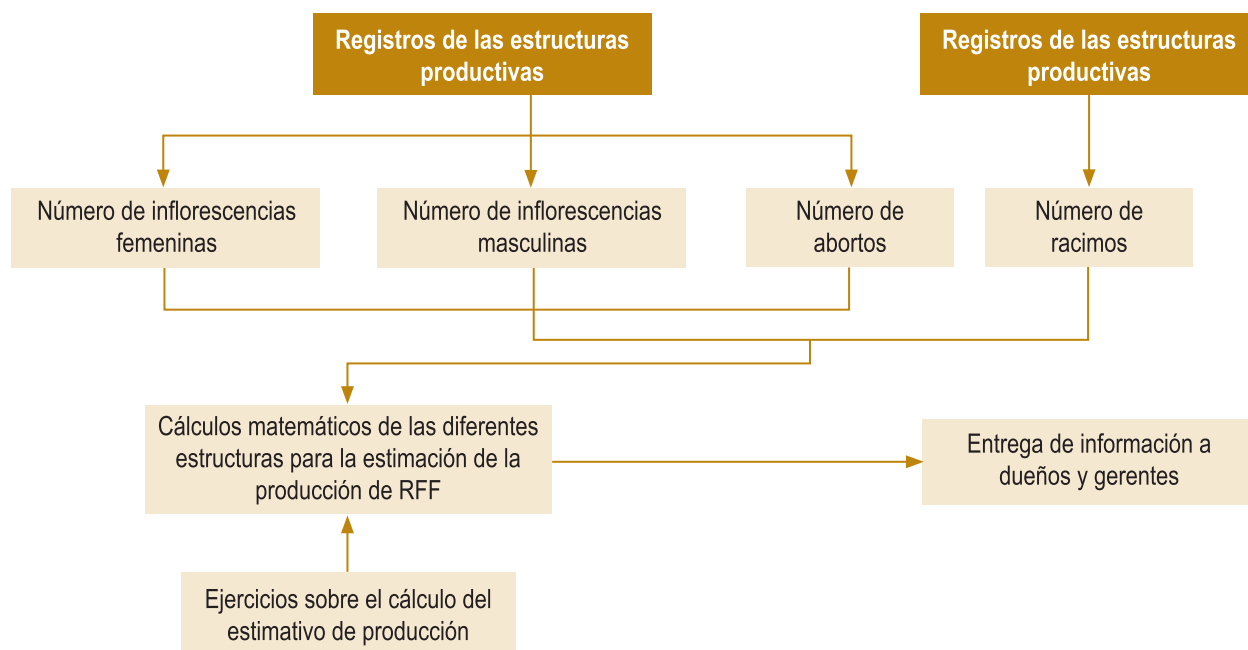 Registros de las estructuras
productivas
Registros de las estructuras
productivas
Número de inflorescencias
femeninas
Número de inflorescencias
masculinas
Número de
abortos
Número de
racimos
Cálculos matemáticos de las diferentes
estructuras para la estimación de la
producción de RFF
Entrega de información a
dueños y gerentes
Ejercicios sobre el cálculo del
estimativo de producción